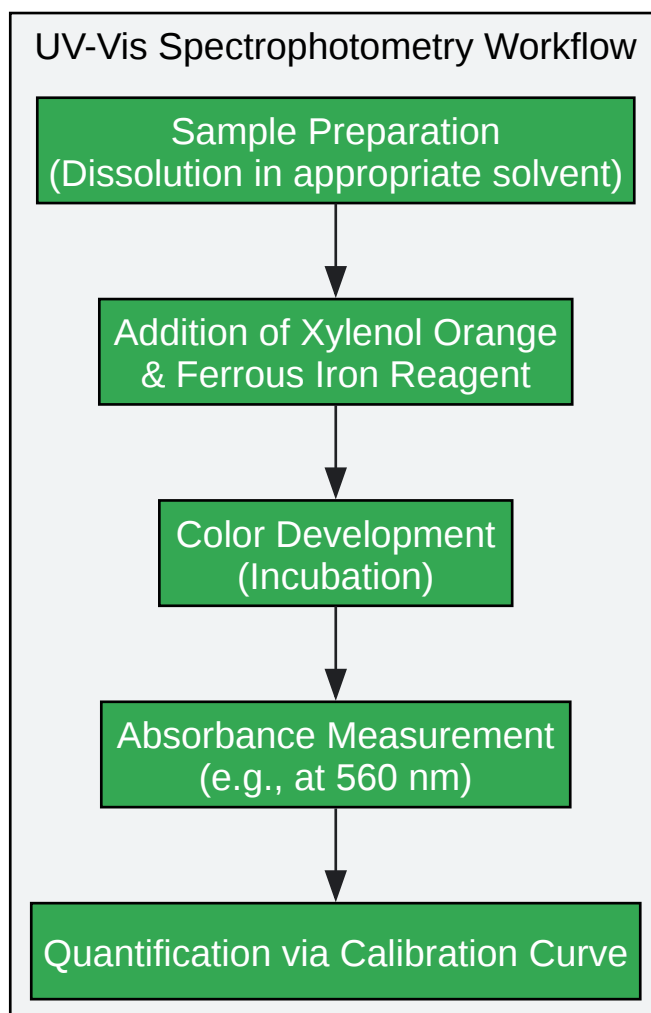 UV-Vis Spectrophotometry Workflow
Sample Preparation
(Dissolution in appropriate solvent)
Addition of Xylenol Orange
& Ferrous Iron Reagent
Color Development
(Incubation)
Absorbance Measurement
(e.g., at 560 nm)
Quantification via Calibration Curve